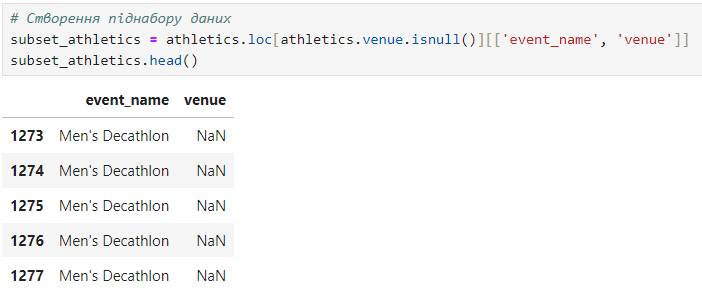 # Створення піднабору даних
subset_athletics = athletics.loc[athletics.venue.isnull()][['event_name', 'venue']]
subset_athletics.head()
event_name venue
1273 Men's Decathlon NaN
1274 Men's Decathlon NaN
1275 Men's Decathlon NaN
1276 Men's Decathlon NaN
1277 Men's Decathlon NaN